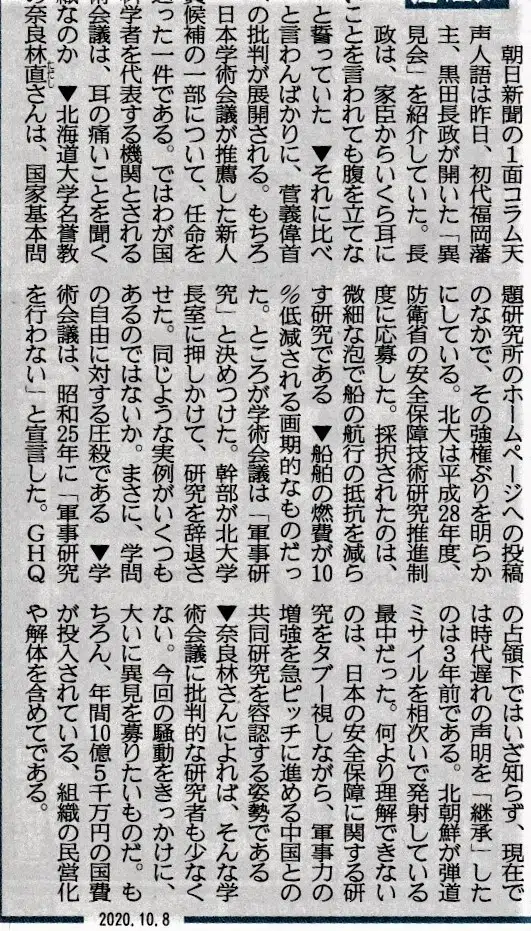 朝日新聞の1面コラム天
声人語は昨日、初代福岡藩
主、黒田長政が開いた「異
見会」を紹介していた。長
政は、家臣からいくら耳に
いことを言われても腹を立てな
と誓っていた ▼それに比べ
と言わんばかりに、菅義偉首
の批判が展開される。もちろ
日本学術会議が推薦した新人
員候補の一部について、任命を
送った一件である。ではわが国
科学者を代表する機関とされる
術会議は、耳の痛いことを聞く
織なのか ▼北海道大学名誉教
の奈良林直さんは、国家基本問
ただし
題研究所のホームページへの投稿
のなかで、その強権ぶりを明らか
にしている。北大は平成28年度、
防衛省の安全保障技術研究推進制
度に応募した。採択されたのは、
微細な泡で船の航行の抵抗を減ら
す研究である ▼船舶の燃費が10
%低減される画期的なものだっ
た。ところが学術会議は「軍事研
究」と決めつけた。幹部が北大学
長室に押しかけて、研究を辞退さ
せた。同じような実例がいくつも
あるのではないか。まさに、学問
の自由に対する圧殺である ▼学
術会議は、昭和25年に「軍事研究
を行わない」と宣言した。GHQ
の占領下ではいざ知らず、現在で
は時代遅れの声明を「継承」した
のは3年前である。北朝鮮が弾道
ミサイルを相次いで発射している
最中だった。何より理解できない
のは、日本の安全保障に関する研
究をタブー視しながら、軍事力の
増強を急ピッチに進める中国との
共同研究を容認する姿勢である
▼奈良林さんによれば、そんな学
術会議に批判的な研究者も少なく
ない。今回の騒動をきっかけに、
大いに異見を募りたいものだ。も
ちろん、年間10億5千万円の国費
が投入されている、組織の民営化
や解体を含めてである。
2020.10.8